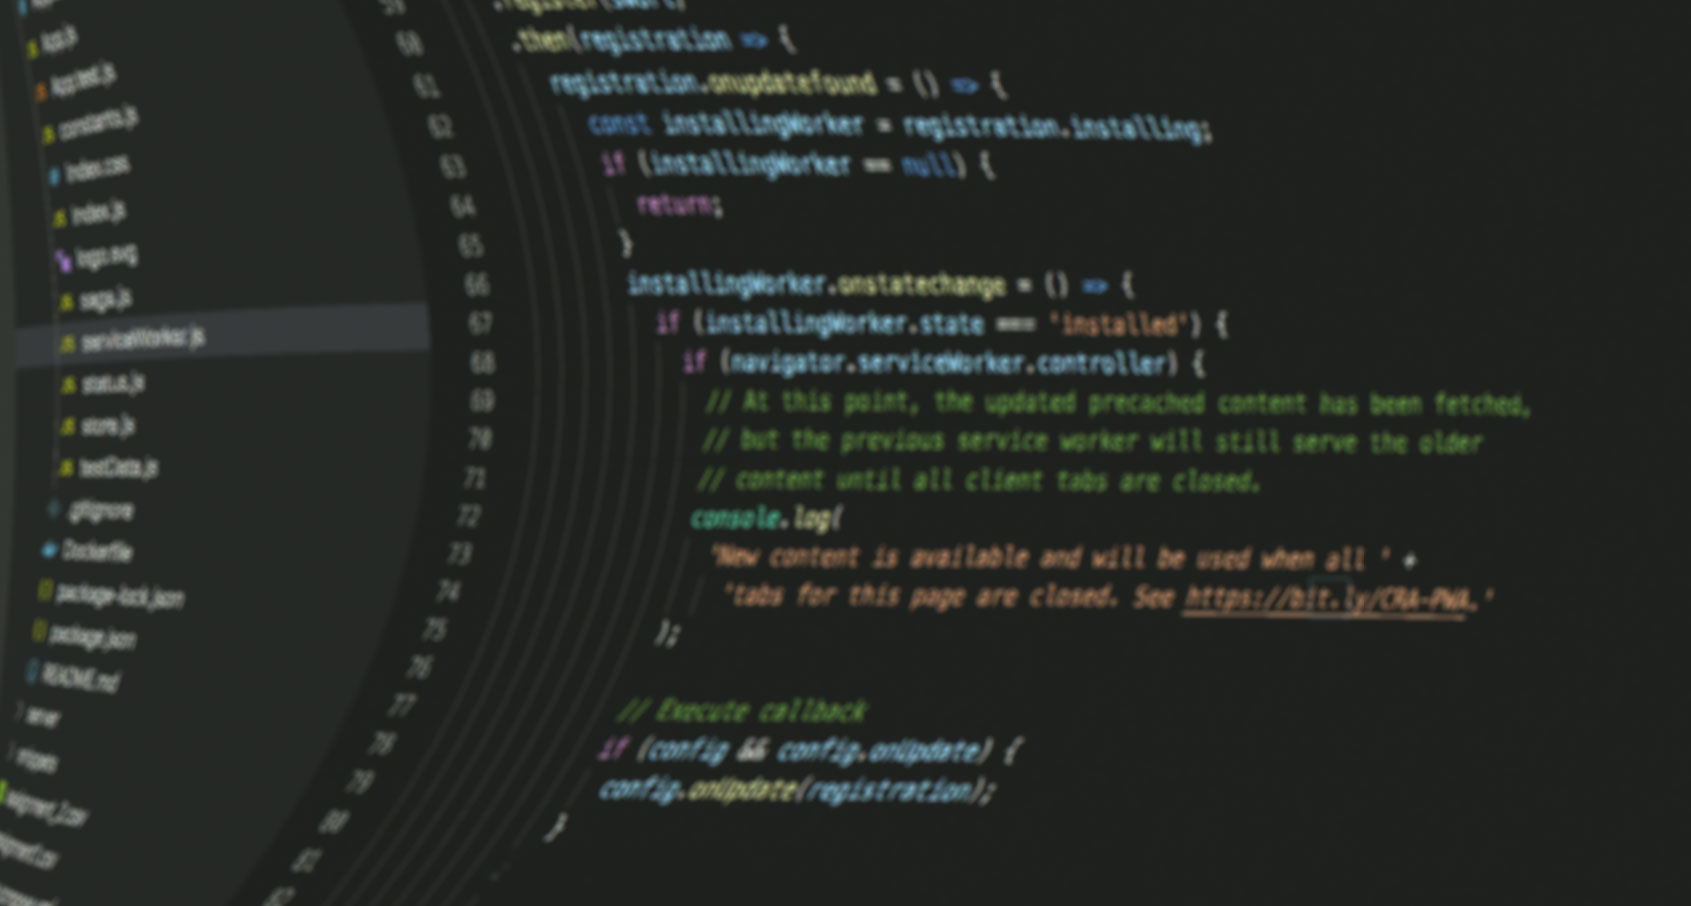 App.js
App.test.js
constants.js
index.css
index.js
logo.svg
saga.js
serviceWorker.js
status.js
store.js
testData.js
.gitignore
Dockerfile
package-lock.json
package.json
README.md
server
59 .register(swUrl)
60 .then(registration => {
61 registration.onupdatefound = () => {
62 const installingWorker = registration.installing;
63 if (installingWorker == null) {
64 return;
65 }
66 installingWorker.onstatechange = () => {
67 if (installingWorker.state === 'installed') {
68 if (navigator.serviceWorker.controller) {
69 // At this point, the updated precached content has been fetched,
70 // but the previous service worker will still serve the older
71 // content until all client tabs are closed.
72 console.log(
73 'New content is available and will be used when all ' +
74 'tabs for this page are closed. See https://bit.ly/CRA-PWA.'
75 );
76
77 // Execute callback
78 if (config && config.onUpdate) {
79 config.onUpdate(registration);
80 }
81
82